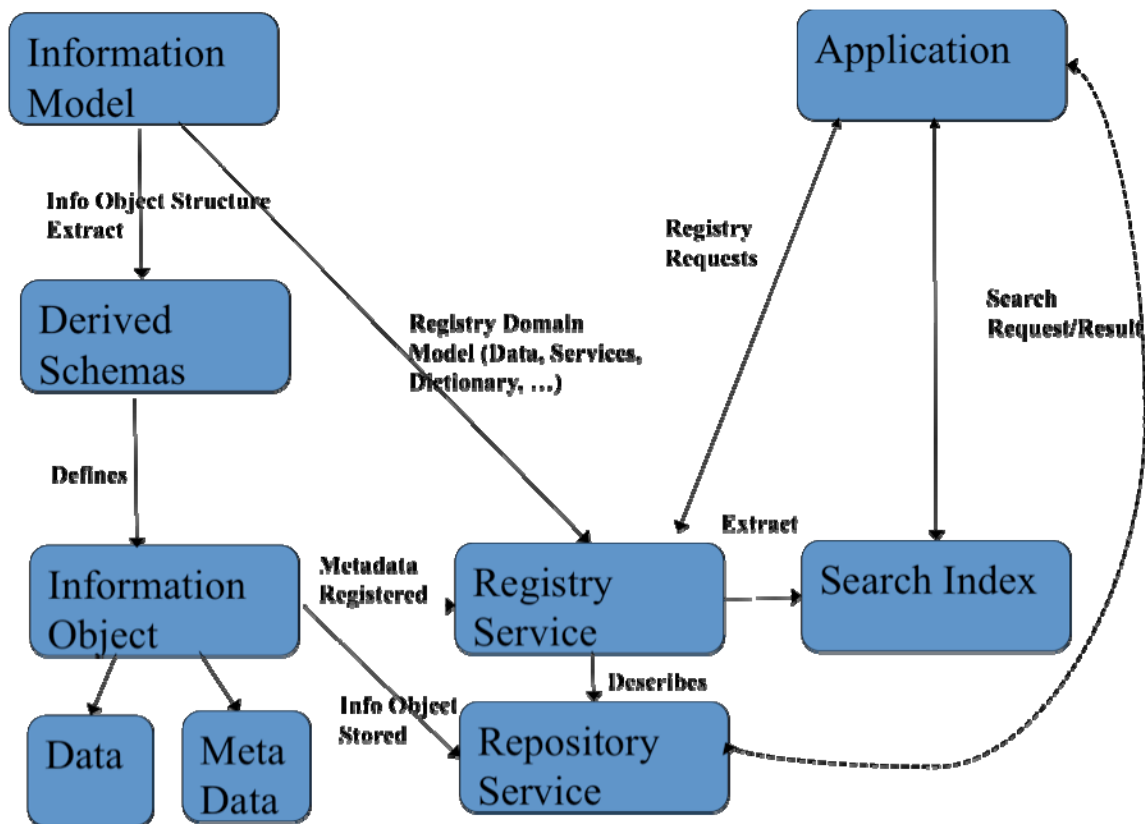 Information
Model
Application
Info Object Structure
Extract
Registry
Requests
Derived
Schemas
Search
Request/Result
Registry Domain
Model (Data, Services,
Dictionary, …)
Defines
Extract
Information
Object
Metadata
Registered
Registry
Service
Search Index
Describes
Info Object
Stored
Data
Meta
Data
Repository
Service